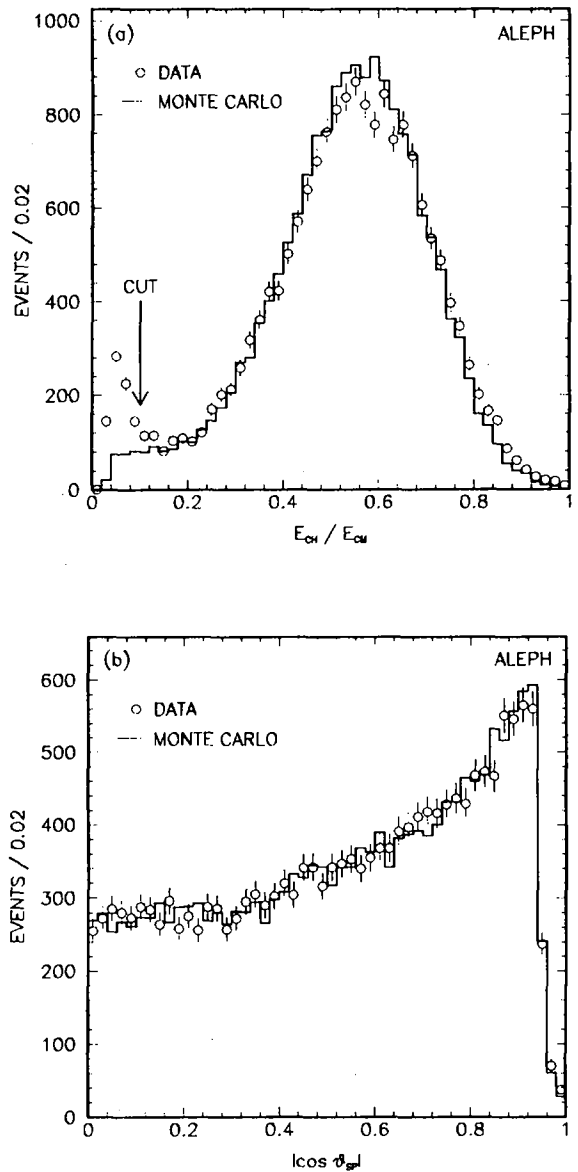 (a)
ALEPH
DATA
MONTE CARLO
CUT
EVENTS / 0.02
1000
800
600
400
200
0
0 0.2 0.4 0.6 0.8 1
E_CH / E_CM
(b)
ALEPH
DATA
MONTE CARLO
EVENTS / 0.02
600
500
400
300
200
100
0
0 0.2 0.4 0.6 0.8 1
|cos ϑ_SP|